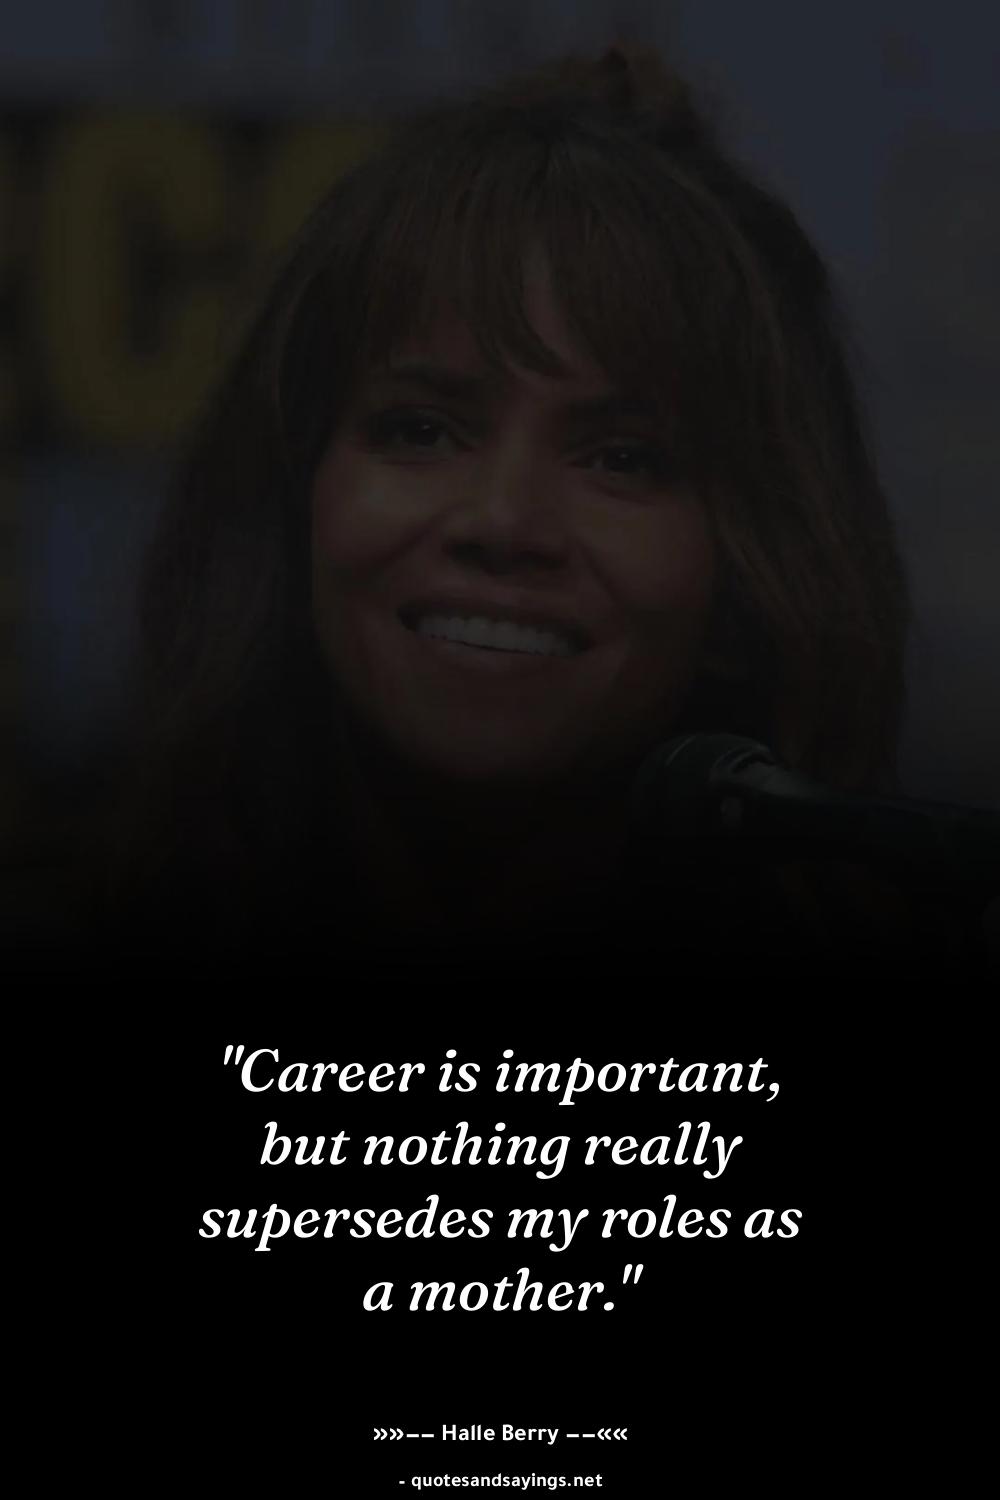 "Career is important,
but nothing really
supersedes my roles as
a mother."
»»−− Halle Berry −−««
- quotesandsayings.net